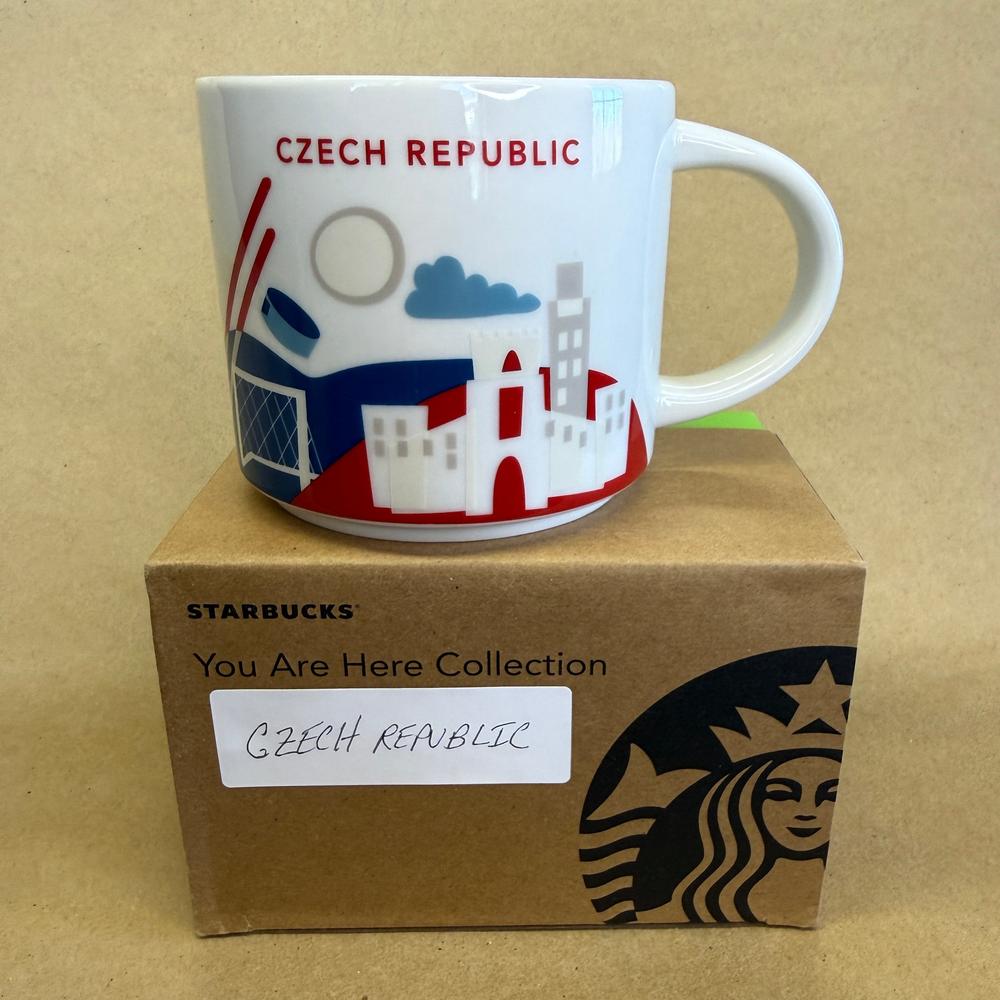 CZECH REPUBLIC
STARBUCKS®
You Are Here Collection
CZECH REPUBLIC